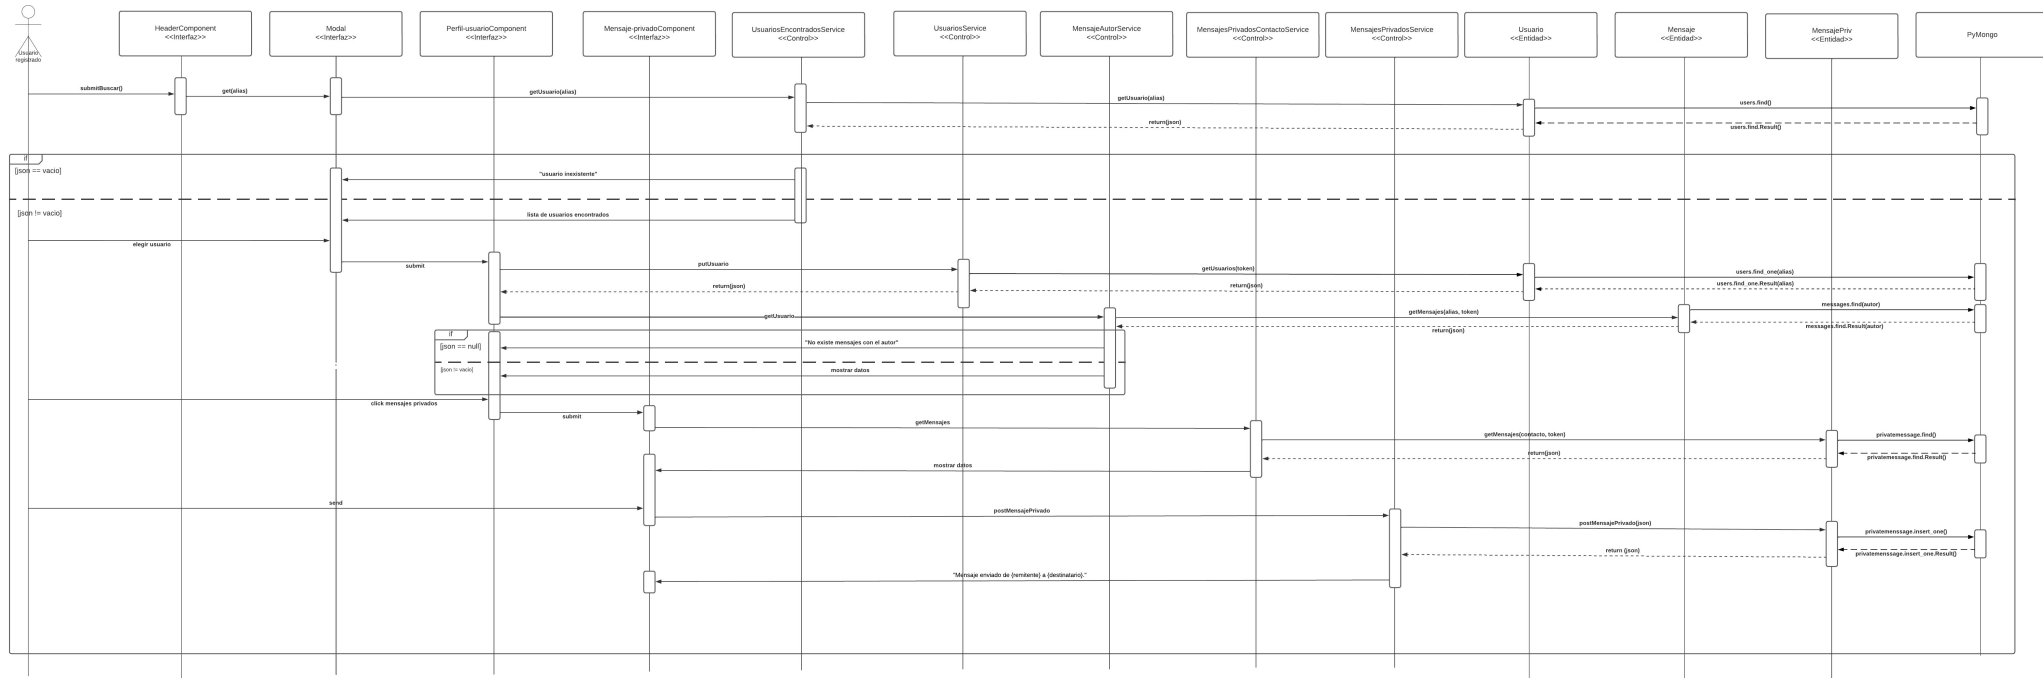 Usuario
registrado
HeaderComponent
<<Interfaz>>
Modal
<<Interfaz>>
Perfil-usuarioComponent
<<Interfaz>>
Mensaje-privadoComponent
<<Interfaz>>
UsuariosEncontradosService
<<Control>>
UsuariosService
<<Control>>
MensajeAutorService
<<Control>>
MensajesPrivadosContactoService
<<Control>>
MensajesPrivadosService
<<Control>>
Usuario
<<Entidad>>
Mensaje
<<Entidad>>
MensajePriv
<<Entidad>>
PyMongo
submitBuscar()
get(alias)
getUsuario(alias)
getUsuario(alias)
users.find()
return(json)
users.find.Result()
if
[json == vacio]
"usuario inexistente"
[json != vacio]
lista de usuarios encontrados
elegir usuario
submit
putUsuario
getUsuarios(token)
users.find_one(alias)
return(json)
return(json)
users.find_one.Result(alias)
getUsuario
getMensajes(alias, token)
messages.find(autor)
return(json)
messages.find.Result(autor)
if
[json == null]
"No existe mensajes con el autor"
[json != vacio]
mostrar datos
click mensajes privados
submit
getMensajes
getMensajes(contacto, token)
privatemessage.find()
return(json)
privatemessage.find.Result()
mostrar datos
send
postMensajePrivado
postMensajePrivado(json)
privatemenssage.insert_one()
return (json)
privatemenssage.insert_one.Result()
"Mensaje enviado de {remitente} a {destinatario}."